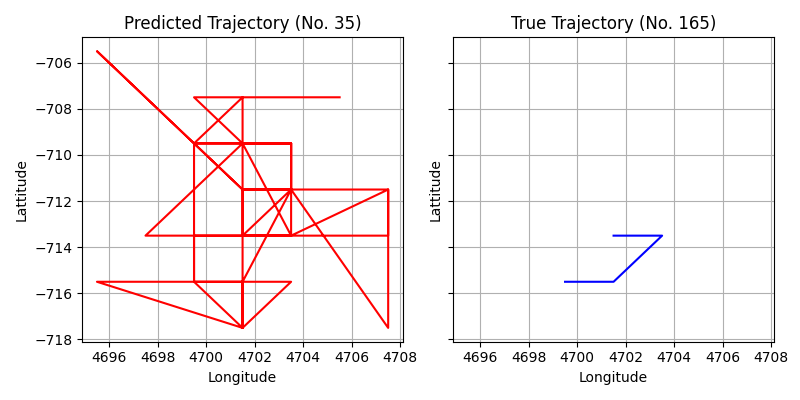 Predicted Trajectory (No. 35)
True Trajectory (No. 165)
Lattitude
−706
−708
−710
−712
−714
−716
−718
4696 4698 4700 4702 4704 4706 4708
Longitude
Lattitude
4696 4698 4700 4702 4704 4706 4708
Longitude